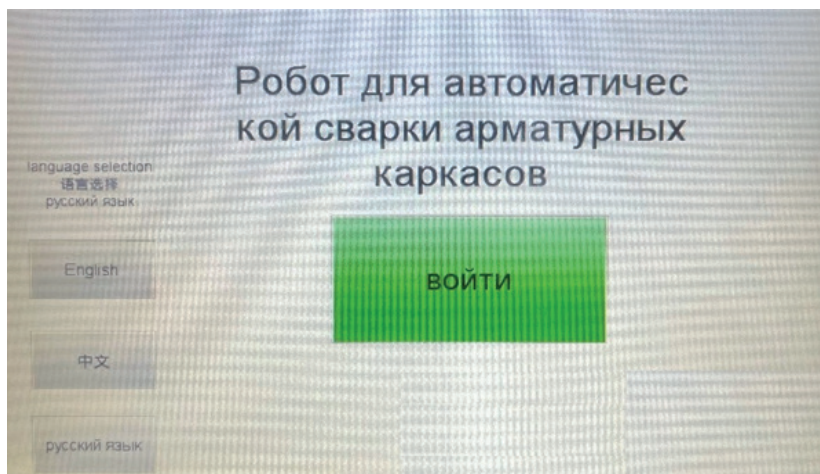 Робот для автоматичес
кой сварки арматурных
каркасов
language selection
语言选择
русский язык
English
中文
русский язык
войти